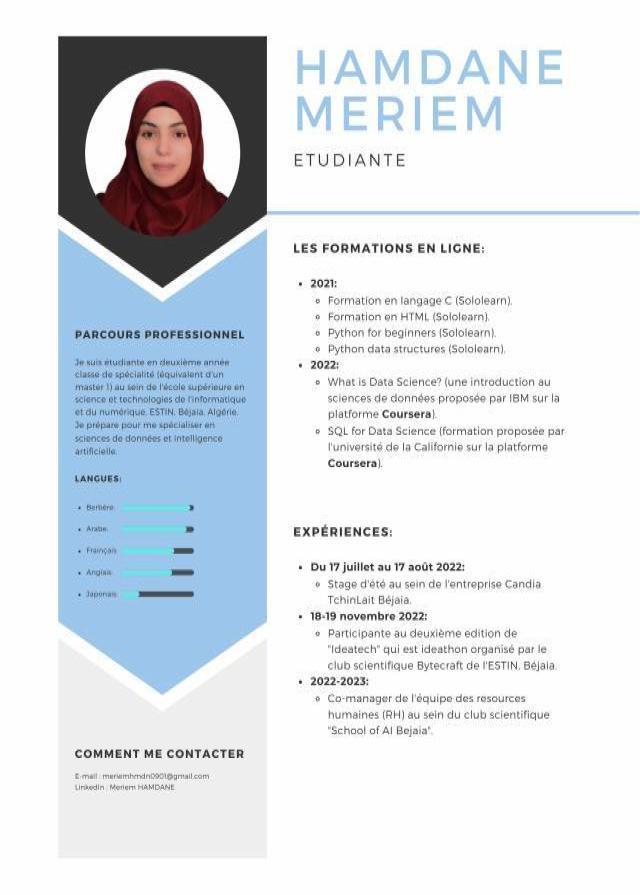 HAMDANE
MERIEM
ETUDIANTE
PARCOURS PROFESSIONNEL
Je suis étudiante en deuxième année
classe de spécialité (équivalent d'un
master 1) au sein de l'école supérieure en
science et technologies de l'informatique
et du numérique, ESTIN, Béjaia, Algérie.
Je prépare pour me spécialiser en
sciences de données et intelligence
artificielle.
LANGUES:
• Berbère:
• Arabe:
• Français:
• Anglais:
• Japonais:
COMMENT ME CONTACTER
E-mail : meriemhmdn0901@gmail.com
LinkedIn : Meriem HAMDANE
LES FORMATIONS EN LIGNE:
• 2021:
◦ Formation en langage C (Sololearn).
◦ Formation en HTML (Sololearn).
◦ Python for beginners (Sololearn).
◦ Python data structures (Sololearn).
• 2022:
◦ What is Data Science? (une introduction au
sciences de données proposée par IBM sur la
platforme Coursera).
◦ SQL for Data Science (formation proposée par
l'université de la Californie sur la platforme
Coursera).
EXPÉRIENCES:
• Du 17 juillet au 17 août 2022:
◦ Stage d'été au sein de l'entreprise Candia
TchinLait Béjaia.
• 18-19 novembre 2022:
◦ Participante au deuxième edition de
"Ideatech" qui est ideathon organisé par le
club scientifique Bytecraft de l'ESTIN, Béjaia.
• 2022-2023:
◦ Co-manager de l'équipe des resources
humaines (RH) au sein du club scientifique
"School of AI Bejaia".